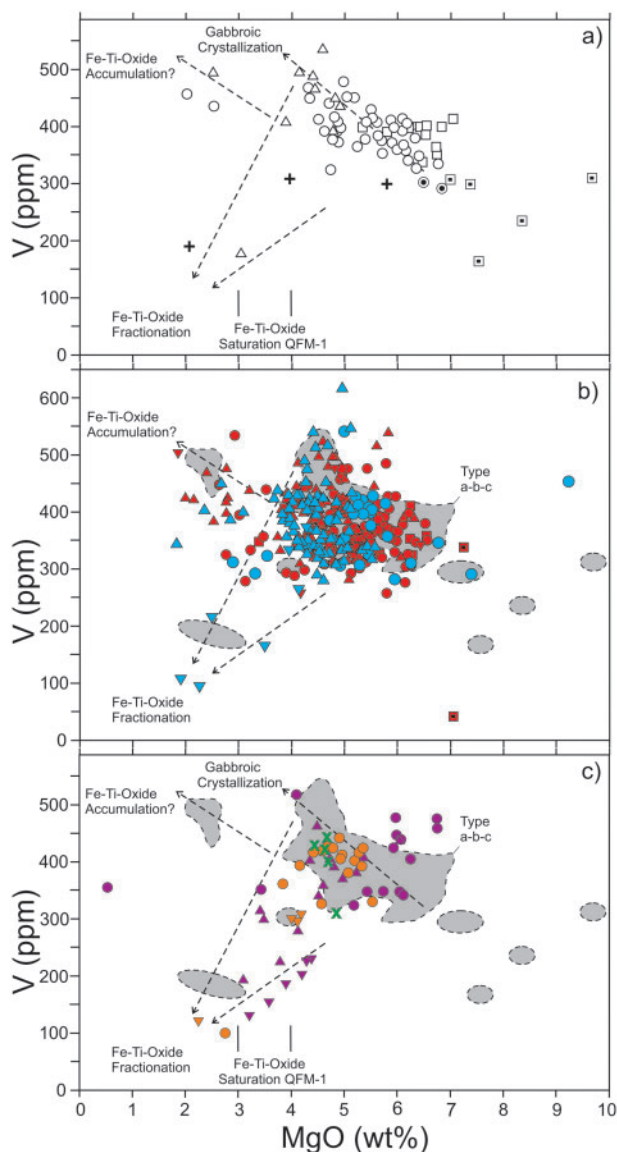 a)
Gabbroic
Crystallization
Fe-Ti-Oxide
Accumulation?
500
400
300
200
100
0
V (ppm)
Fe-Ti-Oxide
Fractionation
Fe-Ti-Oxide
Saturation QFM-1
b)
600
500
400
300
200
100
0
V (ppm)
Fe-Ti-Oxide
Accumulation?
Type
a-b-c
Fe-Ti-Oxide
Fractionation
c)
Gabbroic
Crystallization
Fe-Ti-Oxide
Accumulation?
Type
a-b-c
500
400
300
200
100
0
V (ppm)
Fe-Ti-Oxide
Fractionation
Fe-Ti-Oxide
Saturation QFM-1
0 1 2 3 4 5 6 7 8 9 10
MgO (wt%)